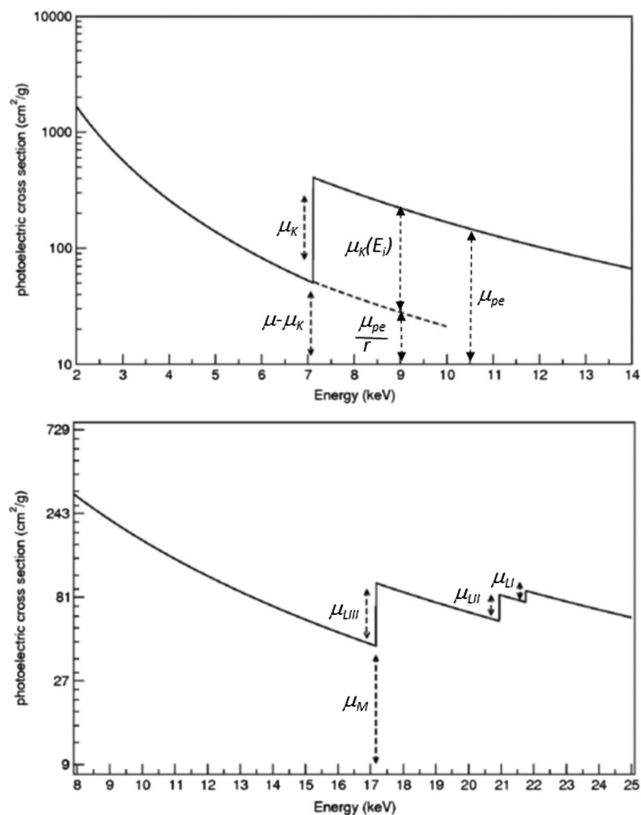 photoelectric cross section (cm²/g)
10000
1000
100
10
μK
μ-μK
μK(Ei)
μpe
r
μpe
2 3 4 5 6 7 8 9 10 11 12 13 14
Energy (keV)
photoelectric cross section (cm²/g)
729
243
81
27
9
μLIII
μM
μLII
μLI
8 9 10 11 12 13 14 15 16 17 18 19 20 21 22 23 24 25
Energy (keV)